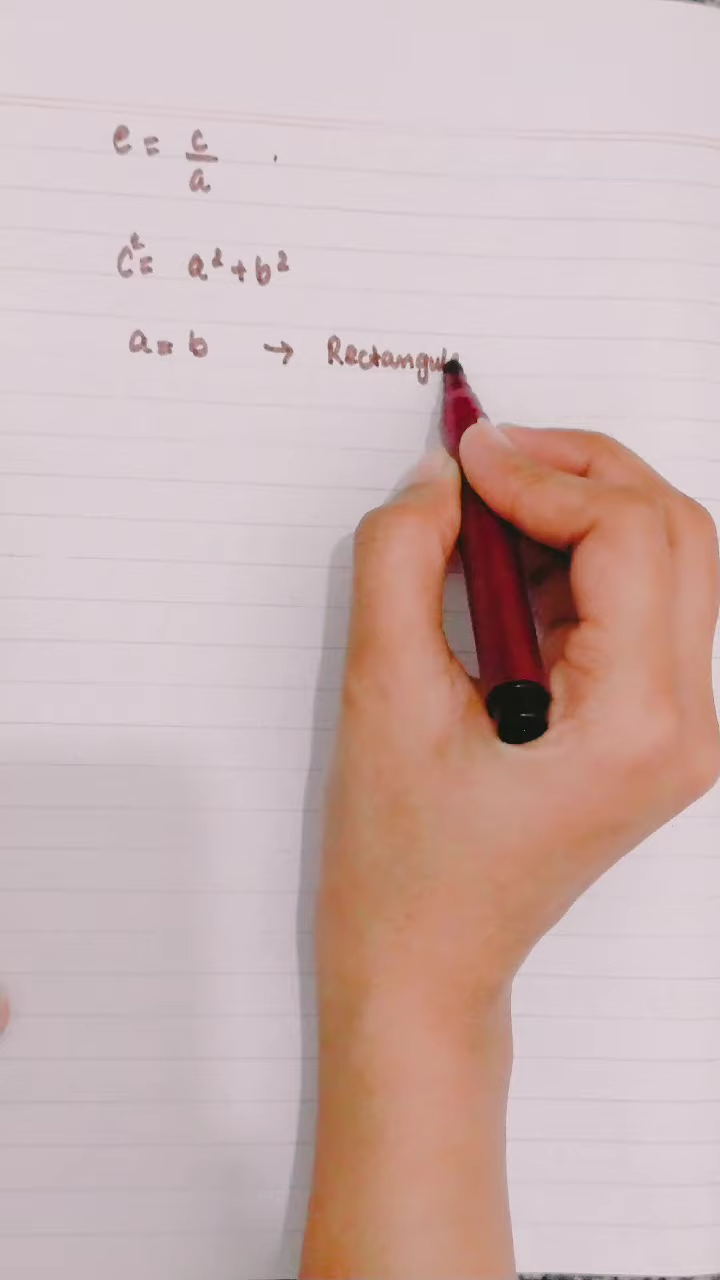 e = c/a
c² = a² + b²
a = b → Rectangul